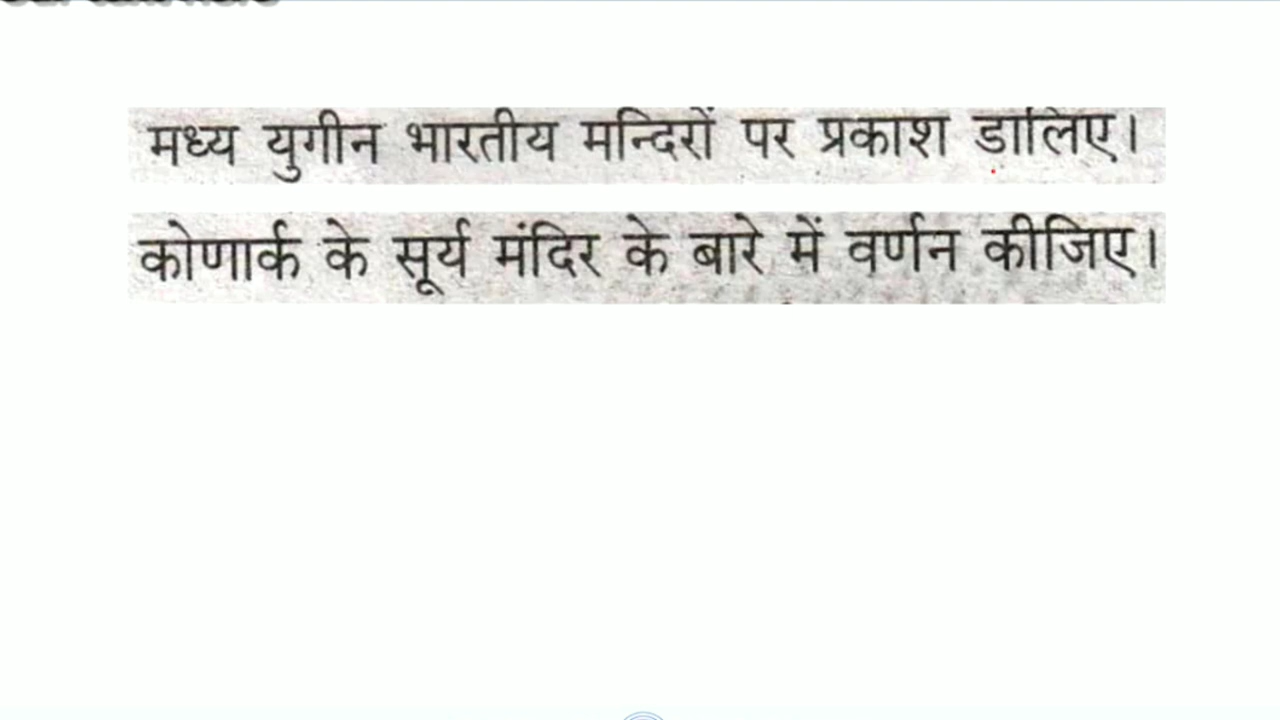 मध्य युगीन भारतीय मन्दिरों पर प्रकाश डालिए।
कोणार्क के सूर्य मंदिर के बारे में वर्णन कीजिए।